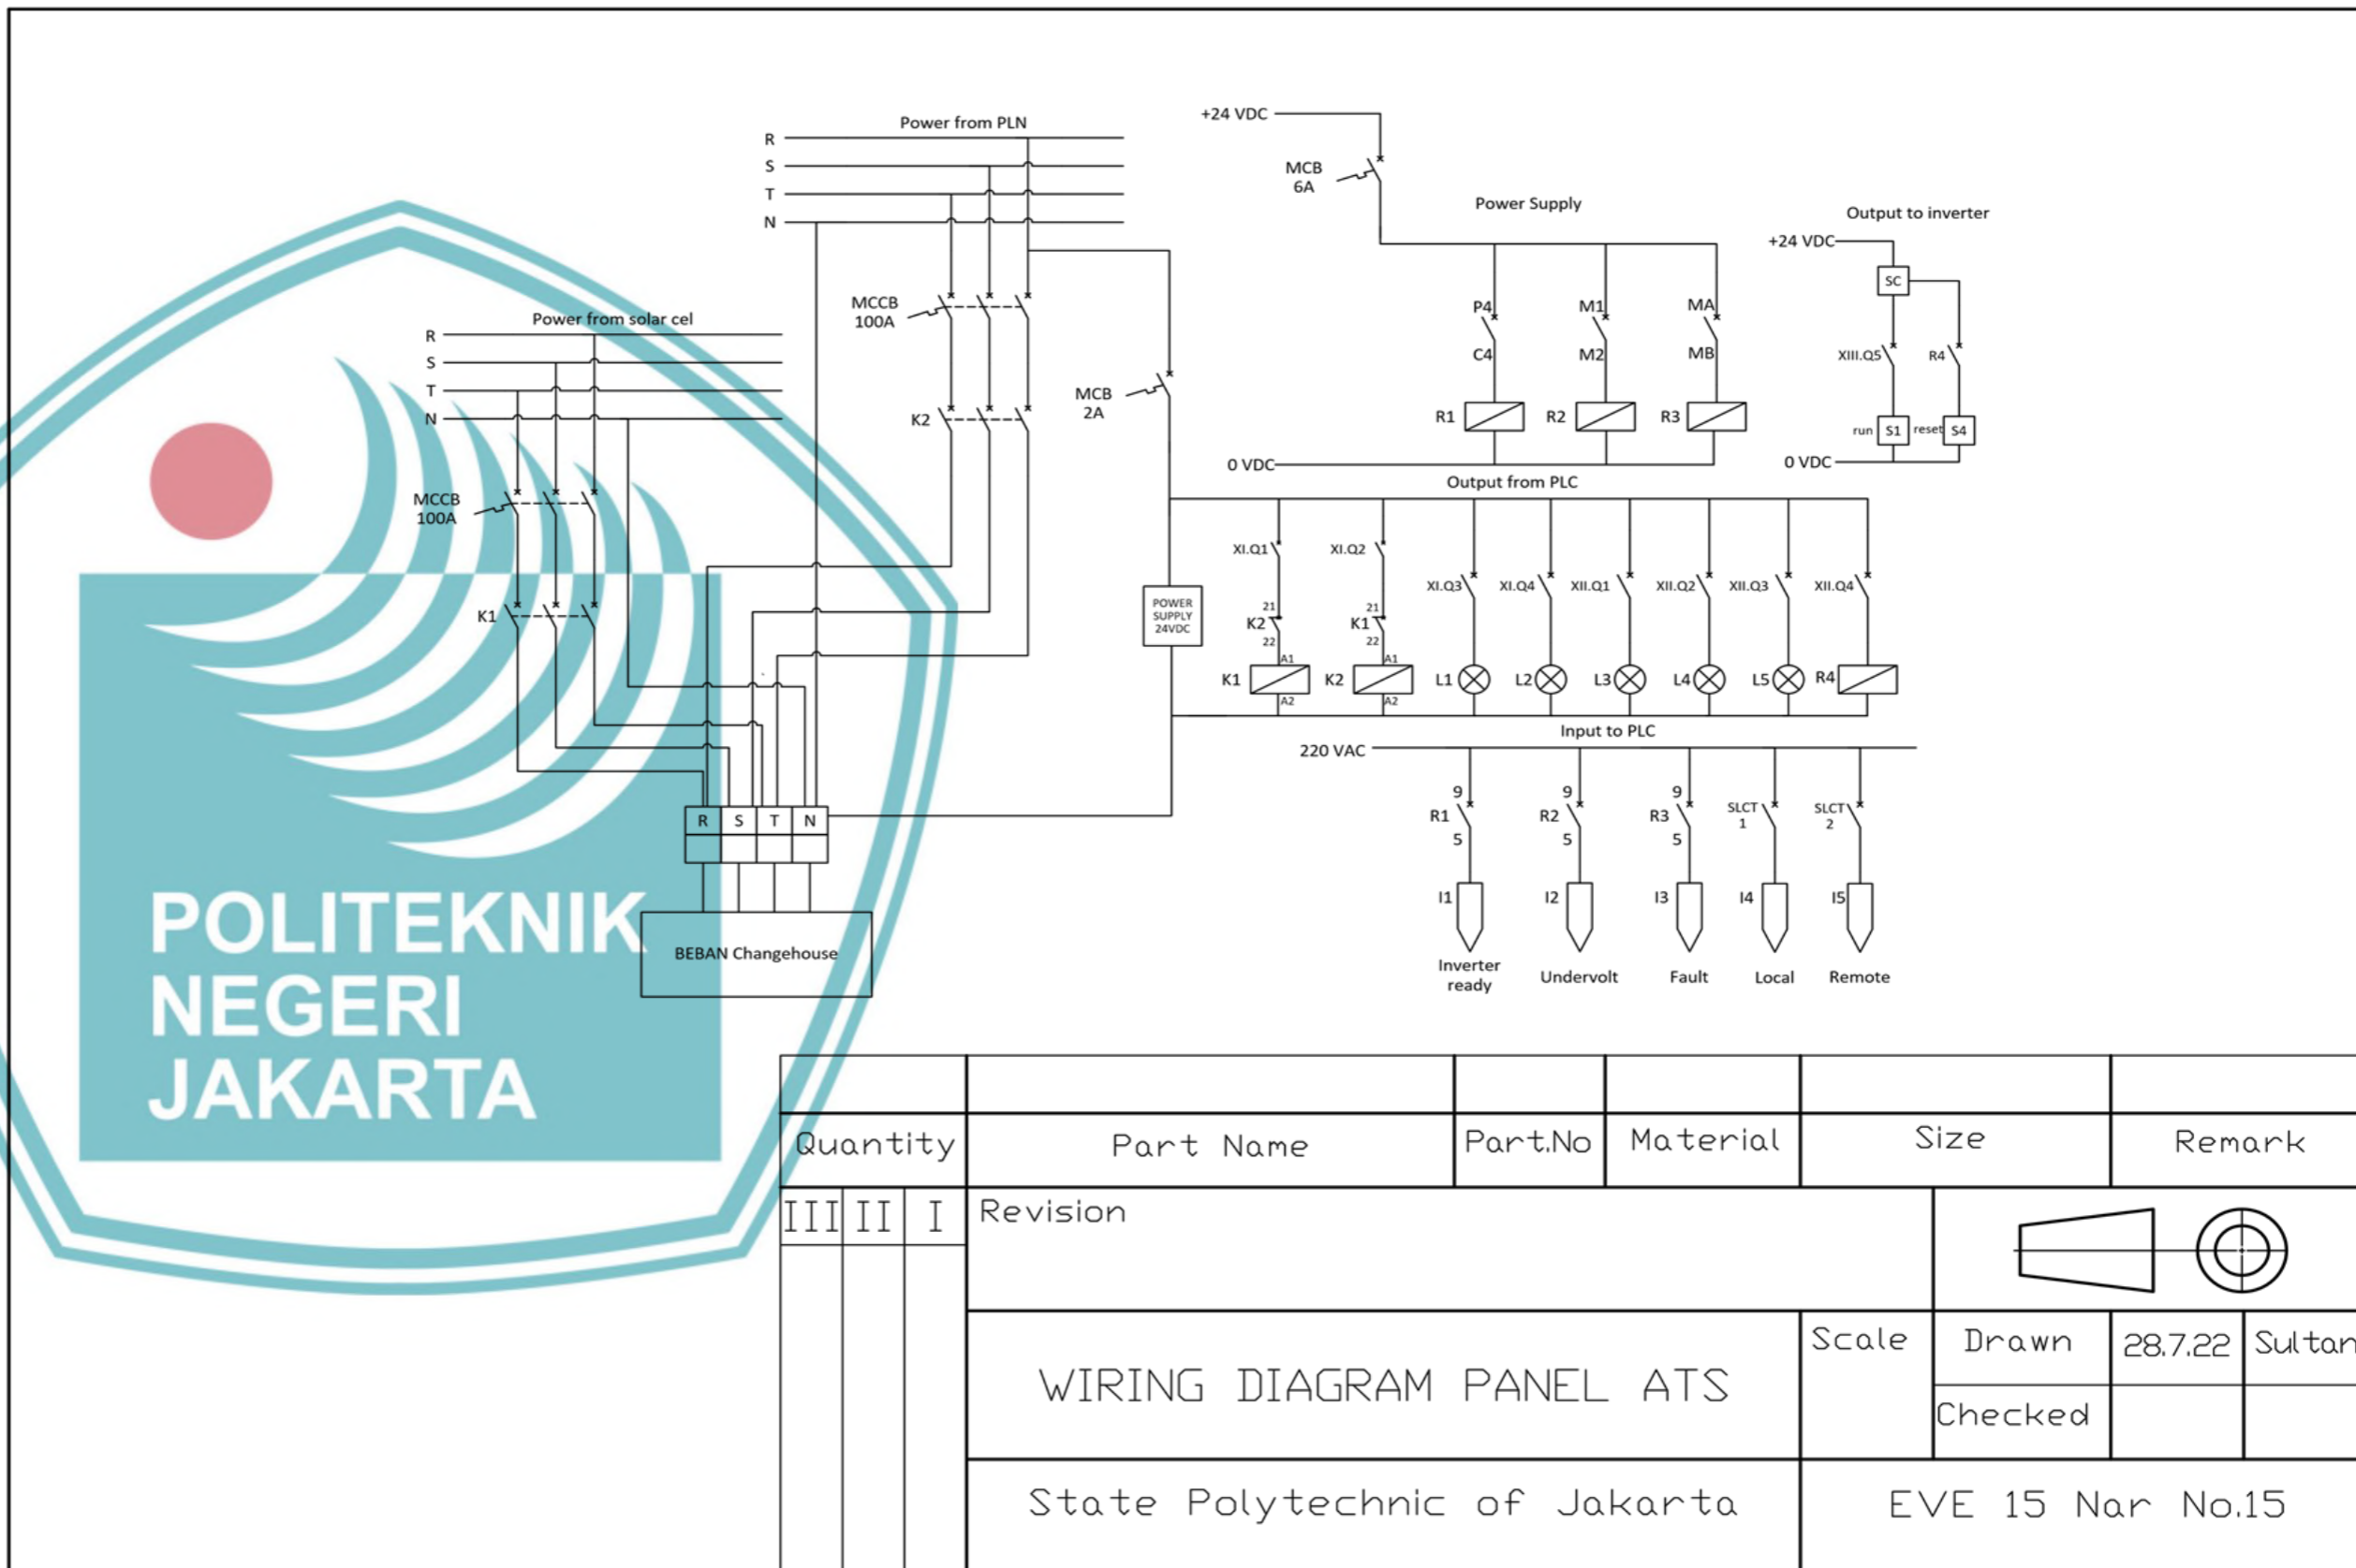 Power from PLN
R
S
T
N
MCCB
100A
K2
MCB
2A
Power from solar cel
R
S
T
N
MCCB
100A
K1
R S T N
BEBAN Changehouse
+24 VDC
MCB
6A
Power Supply
P4 M1 MA
C4 M2 MB
R1 R2 R3
0 VDC
Output to inverter
+24 VDC
SC
XIII.Q5 R4
run S1 reset S4
0 VDC
Output from PLC
XI.Q1 XI.Q2
XI.Q3 XI.Q4 XII.Q1 XII.Q2 XII.Q3 XII.Q4
POWER
SUPPLY
24VDC
21 21
K2 K1
22 22
A1 A1
K1 K2 L1 L2 L3 L4 L5 R4
A2 A2
Input to PLC
220 VAC
9 9 9
R1 R2 R3 SLCT
1 SLCT
2
5 5 5
I1 I2 I3 I4 I5
Inverter
ready Undervolt Fault Local Remote
POLITEKNIK
NEGERI
JAKARTA
Quantity Part Name Part.No Material Size Remark
III II I Revision
WIRING DIAGRAM PANEL ATS
Scale Drawn 28.7.22 Sultan
Checked
State Polytechnic of Jakarta EVE 15 Nar No.15